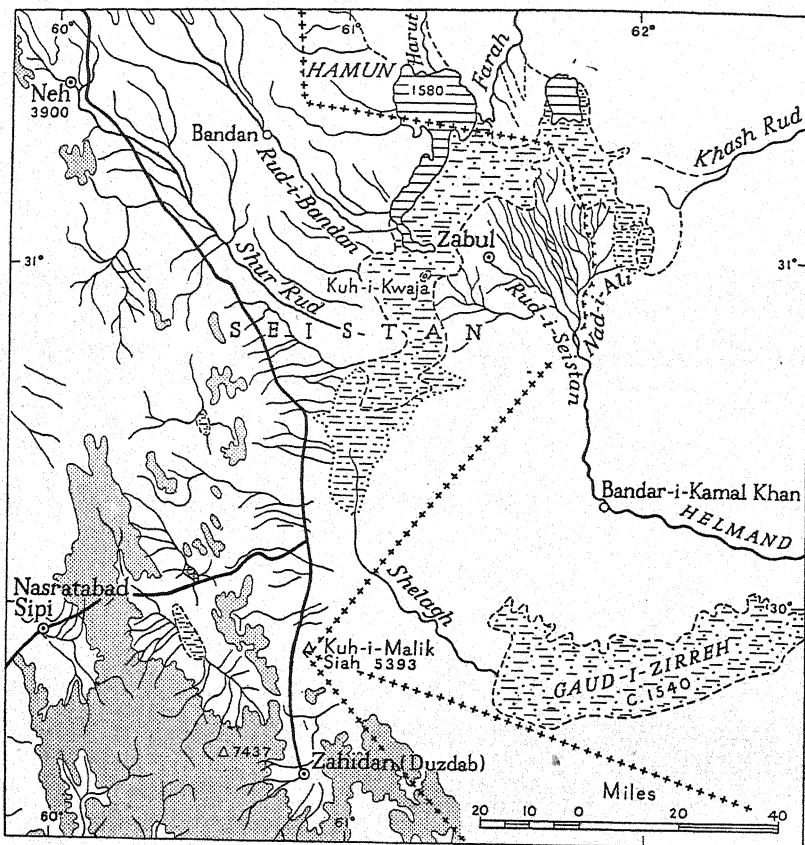 60°
61°
62°
Harut
Farah
HAMUN
1580
Neh
3900
Bandan
Rud-i-Bandan
Khash Rud
Zabul
31°
31°
Kuh-i-Kwaja
Shur Rud
Rud-i-Seistan
Nad-i-Ali
SEISTAN
Bandar-i-Kamal Khan
HELMAND
Nasratabad
Sipi
Shelagh
30°
Kuh-i-Malik
Siah 5393
GAUD-I-ZIRREH
C. 1540
7437
Zahidan (Duzdab)
Miles
20 10 0 20 40
60°
61°